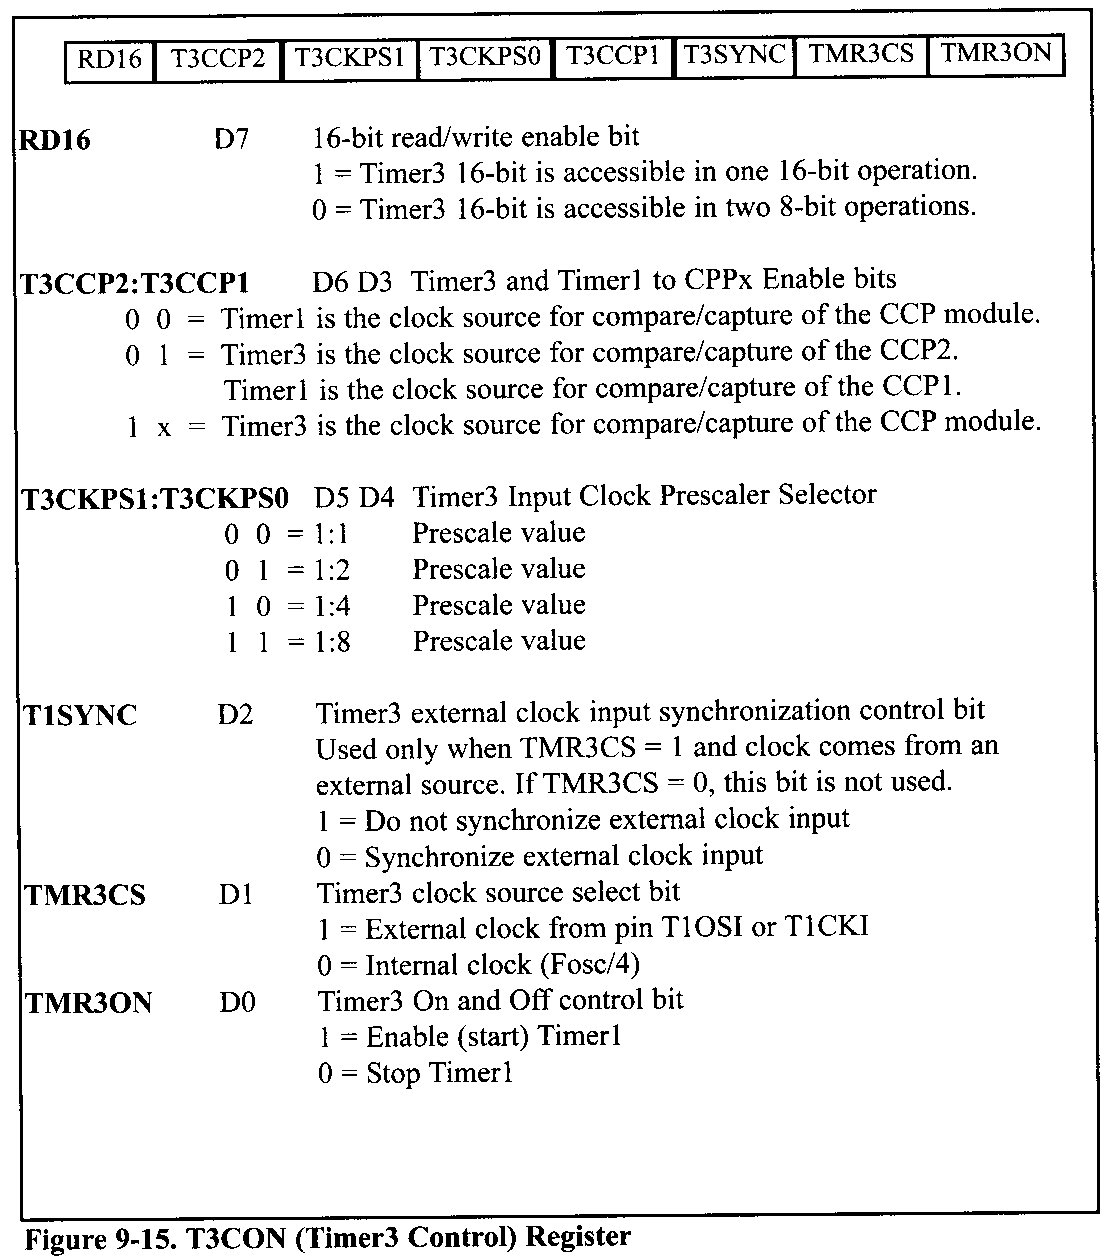 RD16 T3CCP2 T3CKPS1 T3CKPS0 T3CCP1 T3SYNC TMR3CS TMR3ON
RD16 D7 16-bit read/write enable bit
1 = Timer3 16-bit is accessible in one 16-bit operation.
0 = Timer3 16-bit is accessible in two 8-bit operations.
T3CCP2:T3CCP1 D6 D3 Timer3 and Timer1 to CPPx Enable bits
0 0 = Timer1 is the clock source for compare/capture of the CCP module.
0 1 = Timer3 is the clock source for compare/capture of the CCP2.
Timer1 is the clock source for compare/capture of the CCP1.
1 x = Timer3 is the clock source for compare/capture of the CCP module.
T3CKPS1:T3CKPS0 D5 D4 Timer3 Input Clock Prescaler Selector
0 0 = 1:1 Prescale value
0 1 = 1:2 Prescale value
1 0 = 1:4 Prescale value
1 1 = 1:8 Prescale value
T1SYNC D2 Timer3 external clock input synchronization control bit
Used only when TMR3CS = 1 and clock comes from an
external source. If TMR3CS = 0, this bit is not used.
1 = Do not synchronize external clock input
0 = Synchronize external clock input
TMR3CS D1 Timer3 clock source select bit
1 = External clock from pin T1OSI or T1CKI
0 = Internal clock (Fosc/4)
TMR3ON D0 Timer3 On and Off control bit
1 = Enable (start) Timer1
0 = Stop Timer1
Figure 9-15. T3CON (Timer3 Control) Register